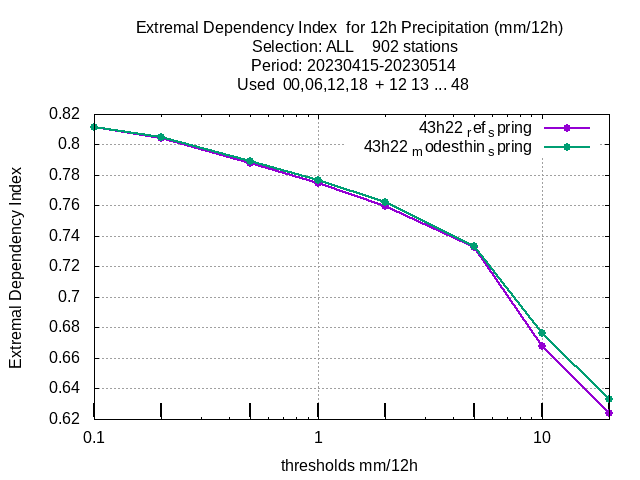 Extremal Dependency Index for 12h Precipitation (mm/12h)
Selection: ALL 902 stations
Period: 20230415-20230514
Used 00,06,12,18 + 12 13 ... 48
43h22 ref spring
43h22 modesthin spring
0.82
0.8
0.78
0.76
0.74
0.72
0.7
0.68
0.66
0.64
0.62
Extremal Dependency Index
0.1 1 10
thresholds mm/12h